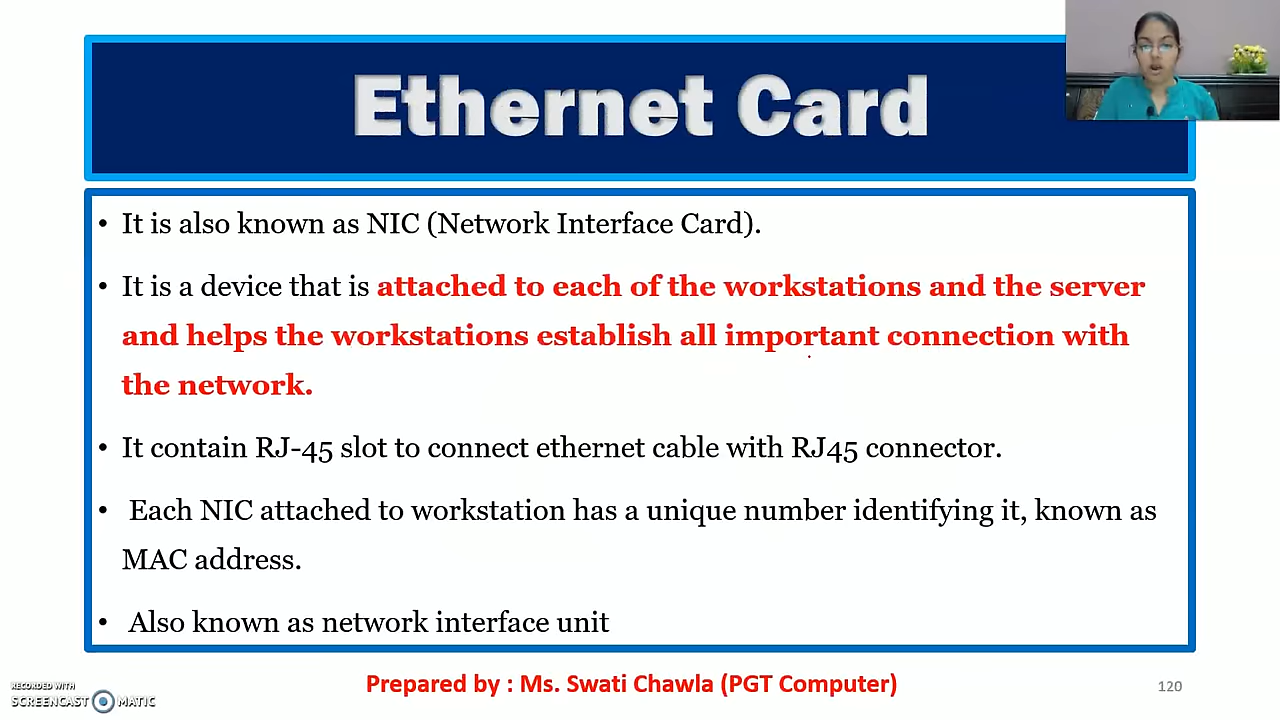 Ethernet Card
• It is also known as NIC (Network Interface Card).
• It is a device that is attached to each of the workstations and the server
and helps the workstations establish all important connection with
the network.
• It contain RJ-45 slot to connect ethernet cable with RJ45 connector.
• Each NIC attached to workstation has a unique number identifying it, known as
MAC address.
• Also known as network interface unit
Prepared by : Ms. Swati Chawla (PGT Computer)
120
RECORDED WITH
SCREENCAST MATIC